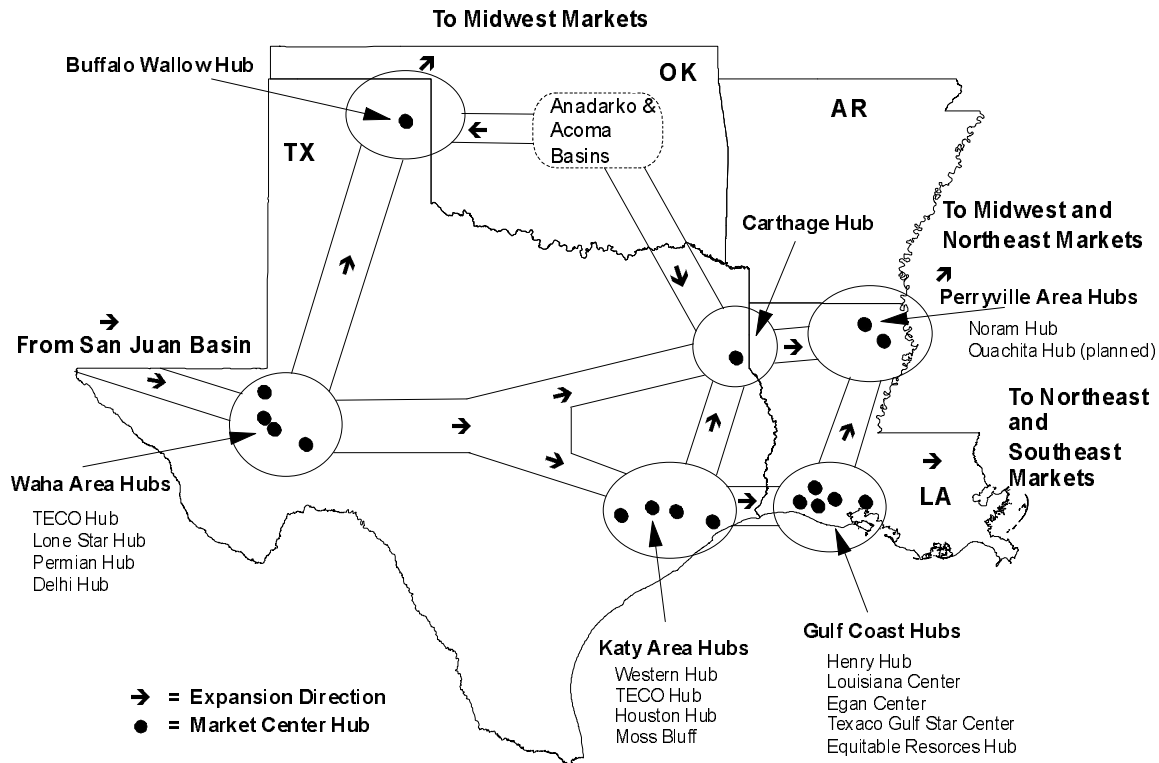 To Midwest Markets
Buffalo Wallow Hub
OK
Anadarko &
Acoma
Basins
AR
TX
Carthage Hub
To Midwest and
Northeast Markets
Perryville Area Hubs
Noram Hub
Ouachita Hub (planned)
From San Juan Basin
To Northeast
and
Southeast
Markets
LA
Waha Area Hubs
TECO Hub
Lone Star Hub
Permian Hub
Delhi Hub
Katy Area Hubs
Western Hub
TECO Hub
Houston Hub
Moss Bluff
Gulf Coast Hubs
Henry Hub
Louisiana Center
Egan Center
Texaco Gulf Star Center
Equitable Resorces Hub
= Expansion Direction
= Market Center Hub